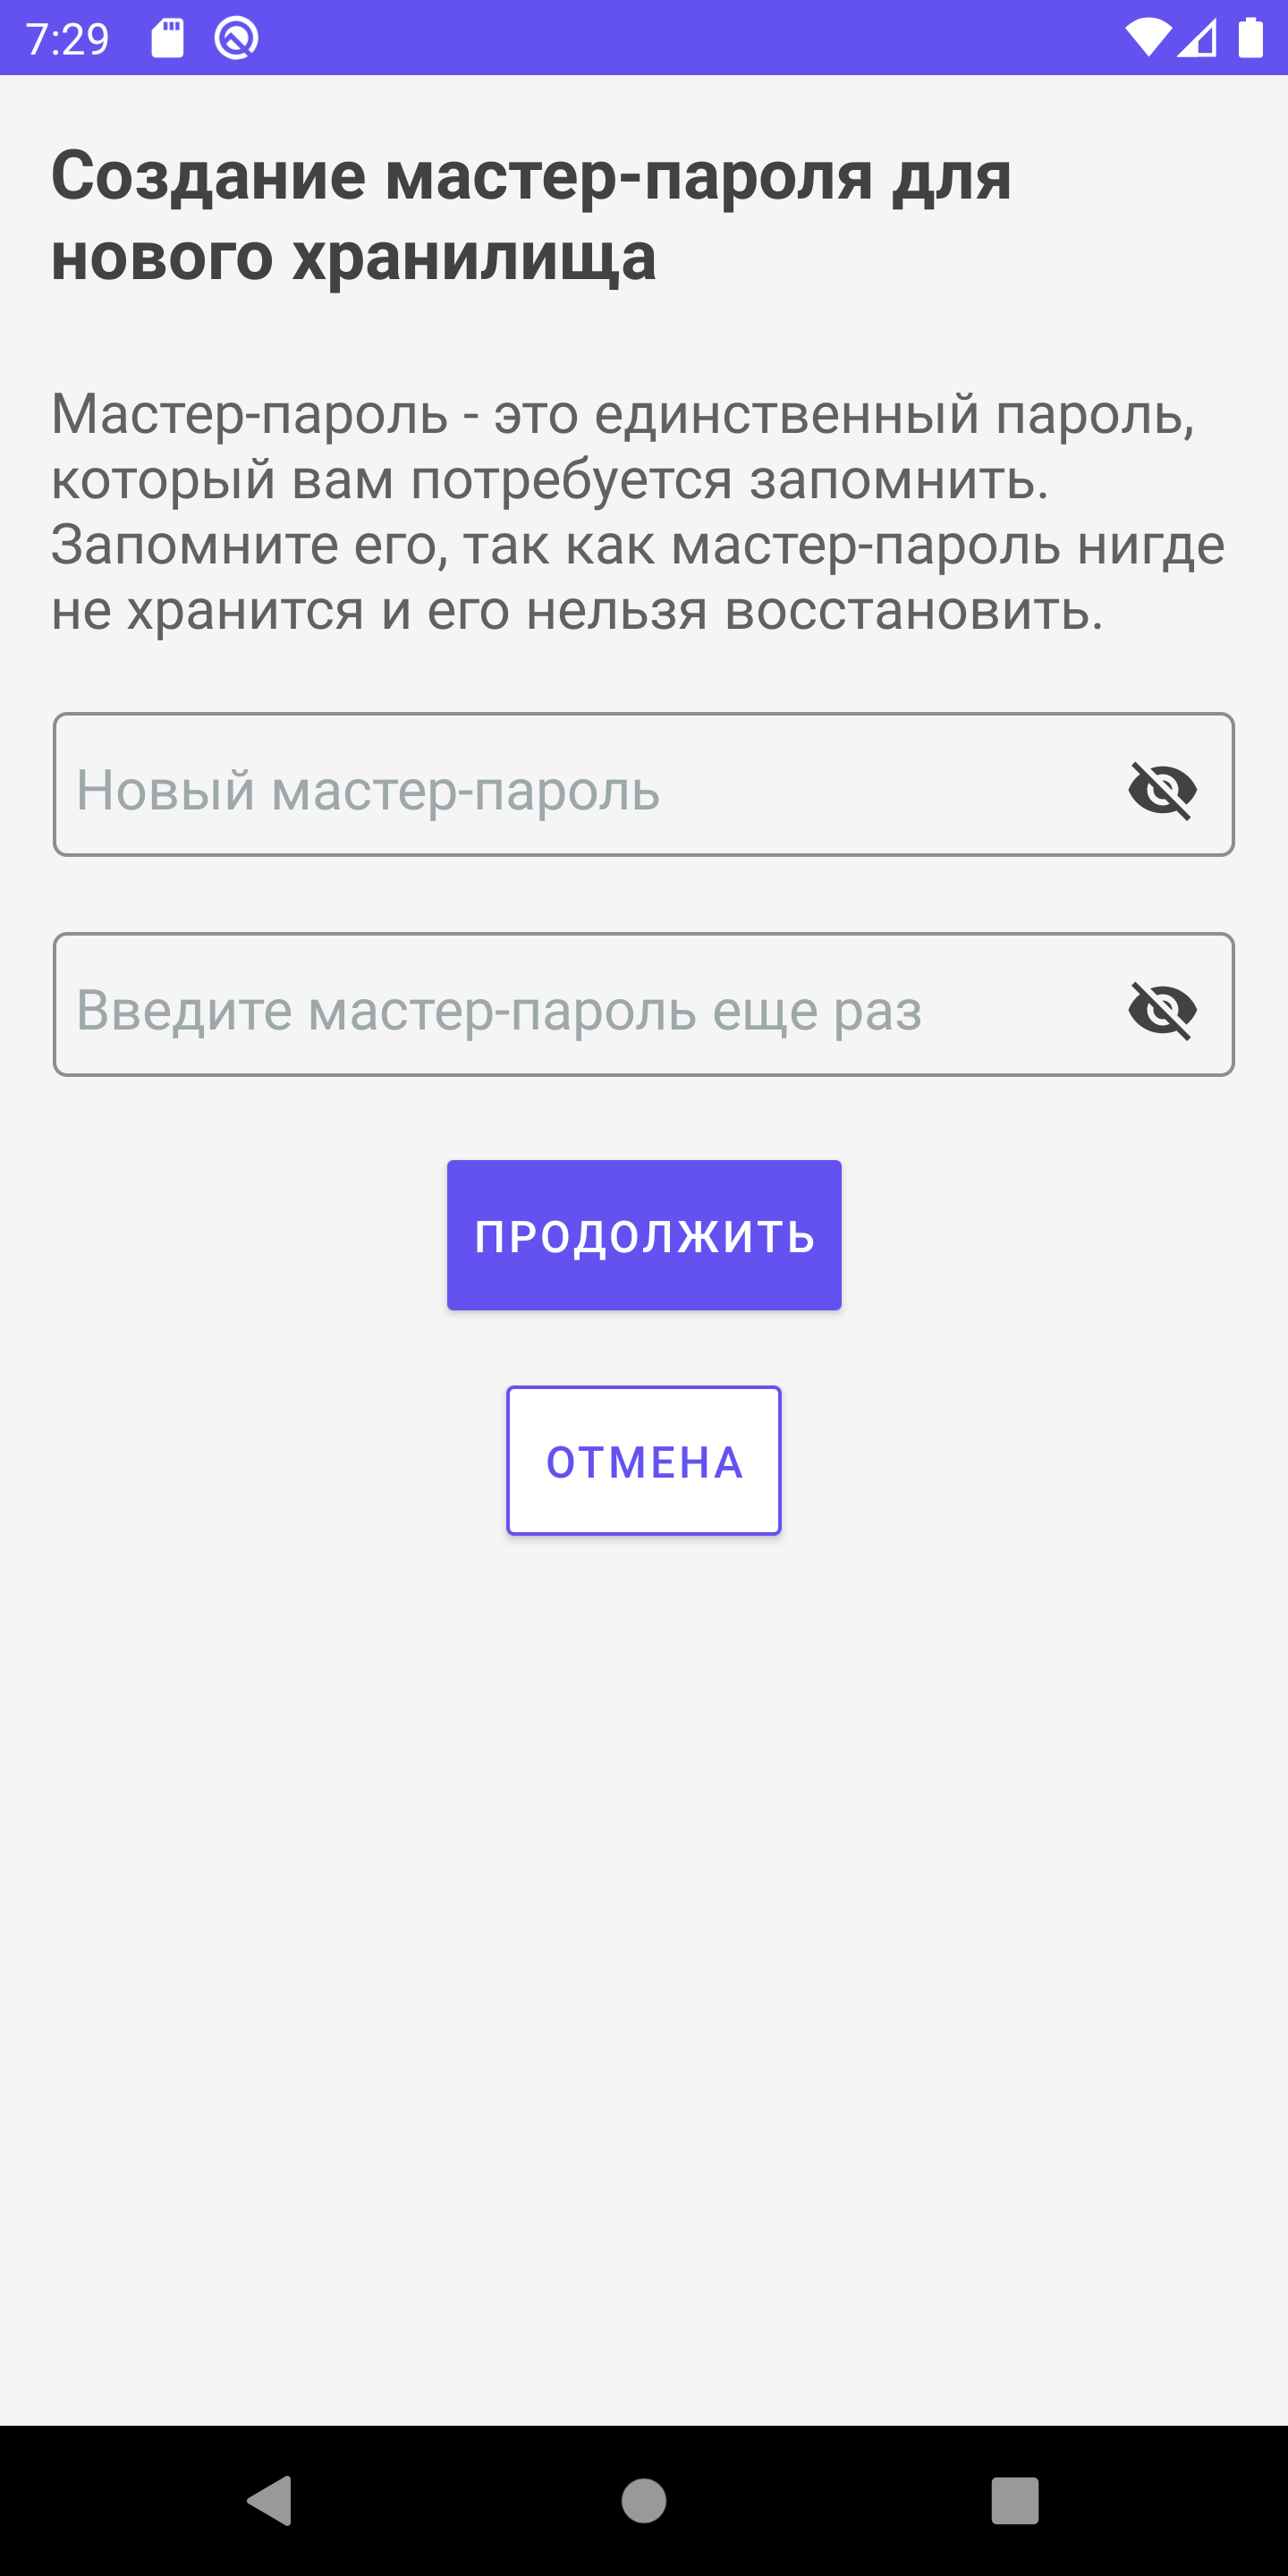 7:29
Создание мастер-пароля для
нового хранилища
Мастер-пароль - это единственный пароль,
который вам потребуется запомнить.
Запомните его, так как мастер-пароль нигде
не хранится и его нельзя восстановить.
Новый мастер-пароль
Введите мастер-пароль еще раз
ПРОДОЛЖИТЬ
ОТМЕНА